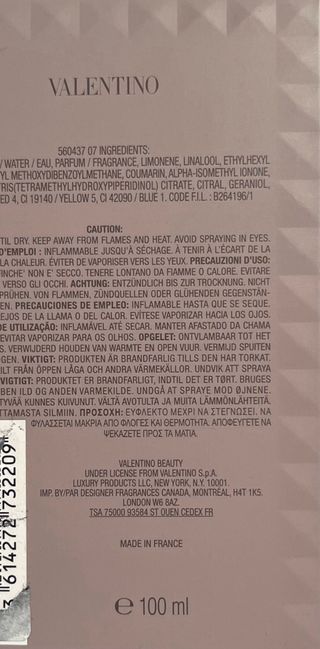 VALENTINO
560437 07 INGREDIENTS:
/ WATER / EAU, PARFUM / FRAGRANCE, LIMONENE, LINALOOL, ETHYLHEXYL
YL METHOXYDIBENZOYLMETHANE, COUMARIN, ALPHA-ISOMETHYL IONONE,
TRIS(TETRAMETHYLHYDROXYPIPERIDINOL) CITRATE, CITRAL, GERANIOL,
ED 4, CI 19140 / YELLOW 5, CI 42090 / BLUE 1. CODE F.I.L. : B264196/1
CAUTION:
TIL DRY. KEEP AWAY FROM FLAMES AND HEAT. AVOID SPRAYING IN EYES.
D'EMPLOI : INFLAMMABLE JUSQU'À SÉCHAGE. À TENIR À L'ÉCART DE LA
LA CHALEUR. ÉVITER DE VAPORISER VERS LES YEUX. PRECAUZIONI D'USO:
FINCHE' NON E' SECCO. TENERE LONTANO DA FIAMME O CALORE. EVITARE
VERSO GLI OCCHI. ACHTUNG: ENTZÜNDLICH BIS ZUR TROCKNUNG. NICHT
PRÜHEN. VON FLAMMEN, ZÜNDQUELLEN ODER GLÜHENDEN GEGENSTÄN-
EN. PRECAUCIONES DE EMPLEO: INFLAMABLE HASTA QUE SE SEQUE.
EJOS DE LA LLAMA O DEL CALOR. EVÍTESE VAPORIZAR HACIA LOS OJOS.
DE UTILIZAÇÃO: INFLAMÁVEL ATÉ SECAR. MANTER AFASTADO DA CHAMA
EVITAR VAPORIZAR PARA OS OLHOS. OPGELET: ONTVLAMBAAR TOT HET
S. VERWIJDERD HOUDEN VAN WARMTE EN OPEN VUUR. VERMIJD SPUITEN
GEN. VIKTIGT: PRODUKTEN ÄR BRANDFARLIG TILLS DEN HAR TORKAT.
ILT FRÅN ÖPPEN LÅGA OCH ANDRA VÄRMEKÄLLOR. UNDVIK ATT SPRAYA
VIGTIGT: PRODUKTET ER BRANDFARLIGT, INDTIL DET ER TØRT. BRUGES
BEN ILD OG ANDEN VARMEKILDE. UNDGÅ AT SPRAYE MOD ØJNENE.
TYVÄÄ KUNNES KUIVUNUT. VÄLTÄ AVOTULTA JA MUITA LÄMMÖNLÄHTEITÄ.
TTAMASTA SILMIIN. ΠΡΟΣΟΧΗ: ΕΥΦΛΕΚΤΟ ΜΕΧΡΙ ΝΑ ΣΤΕΓΝΩΣΕΙ. ΝΑ
ΦΥΛΑΣΣΕΤΑΙ ΜΑΚΡΙΑ ΑΠΟ ΦΛΟΓΕΣ ΚΑΙ ΘΕΡΜΟΤΗΤΑ. ΑΠΟΦΕΥΓΕΤΕ ΝΑ
ΨΕΚΑΖΕΤΕ ΠΡΟΣ ΤΑ ΜΑΤΙΑ.
VALENTINO BEAUTY
UNDER LICENSE FROM VALENTINO S.p.A.
LUXURY PRODUCTS LLC, NEW YORK, N.Y. 10001.
IMP. BY/PAR DESIGNER FRAGRANCES CANADA, MONTRÉAL, H4T 1K5.
LONDON W6 8AZ.
TSA 75000 93584 ST OUEN CEDEX FR
MADE IN FRANCE
℮ 100 ml
3 614272 732209